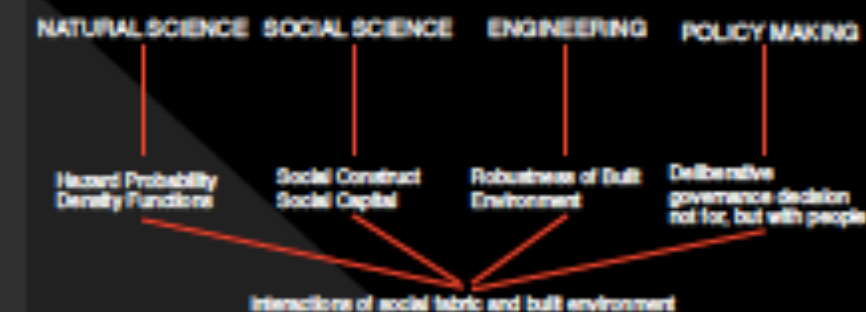 NATURAL SCIENCE SOCIAL SCIENCE ENGINEERING POLICY MAKING
Hazard Probability
Density Functions
Social Construct
Social Capital
Robustness of Built
Environment
Deliberative
governance decision
not for, but with people
Interactions of social fabric and built environment